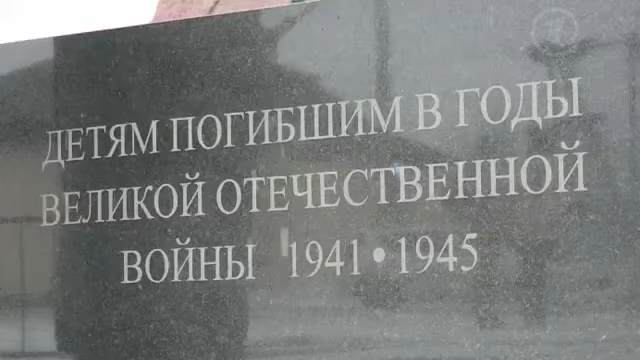 ДЕТЯМ ПОГИБШИМ В ГОДЫ
ВЕЛИКОЙ ОТЕЧЕСТВЕННОЙ
ВОЙНЫ 1941•1945